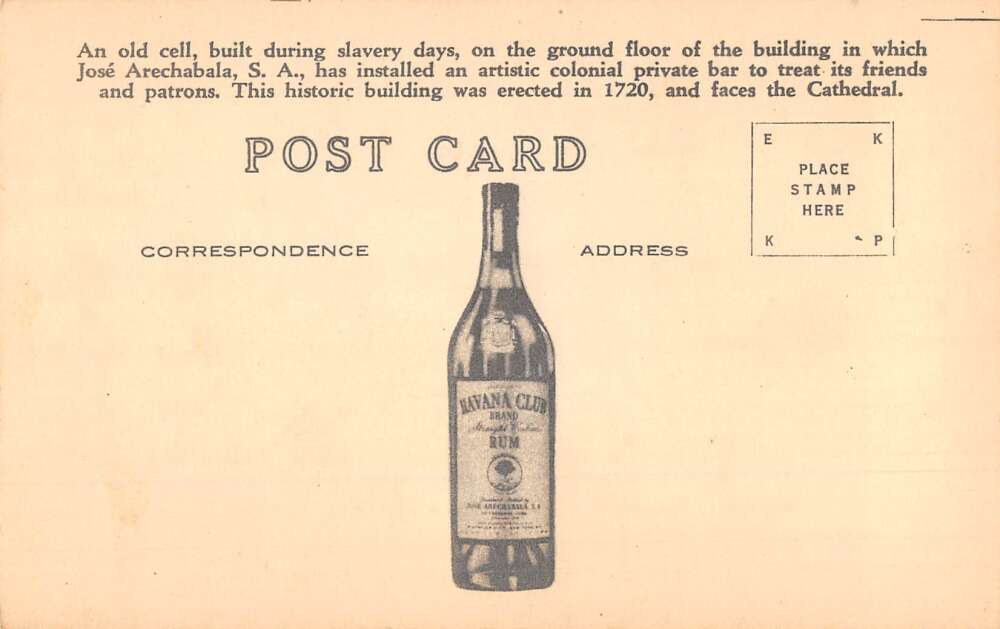 An old cell, built during slavery days, on the ground floor of the building in which
José Arechabala, S. A., has installed an artistic colonial private bar to treat its friends
and patrons. This historic building was erected in 1720, and faces the Cathedral.
POST CARD
E K
PLACE
STAMP
HERE
K P
CORRESPONDENCE
ADDRESS
HAVANA CLUB
BRAND
RUM
JOSE ARECHABALA, S.A.